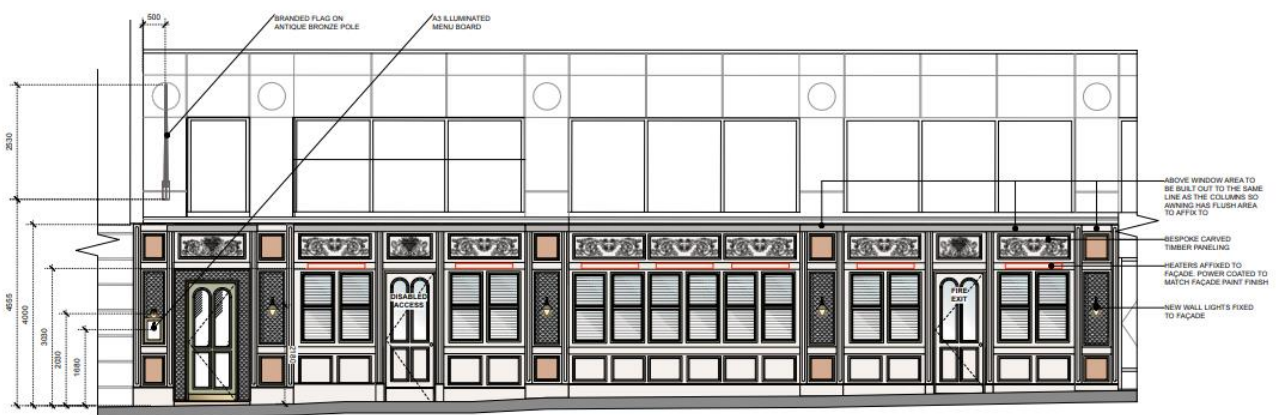 500
BRANDED FLAG ON
ANTIQUE BRONZE POLE
A3 ILLUMINATED
MENU BOARD
2530
4555
4000
3030
2030
1680
2180
DISABLED
ACCESS
FIRE
EXIT
ABOVE WINDOW AREA TO
BE BUILT OUT TO THE SAME
LINE AS THE COLUMNS SO
AWNING HAS FLUSH AREA
TO AFFIX TO
BESPOKE CARVED
TIMBER PANELING
HEATERS AFFIXED TO
FAÇADE. POWER COATED TO
MATCH FAÇADE PAINT FINISH
NEW WALL LIGHTS FIXED
TO FAÇADE